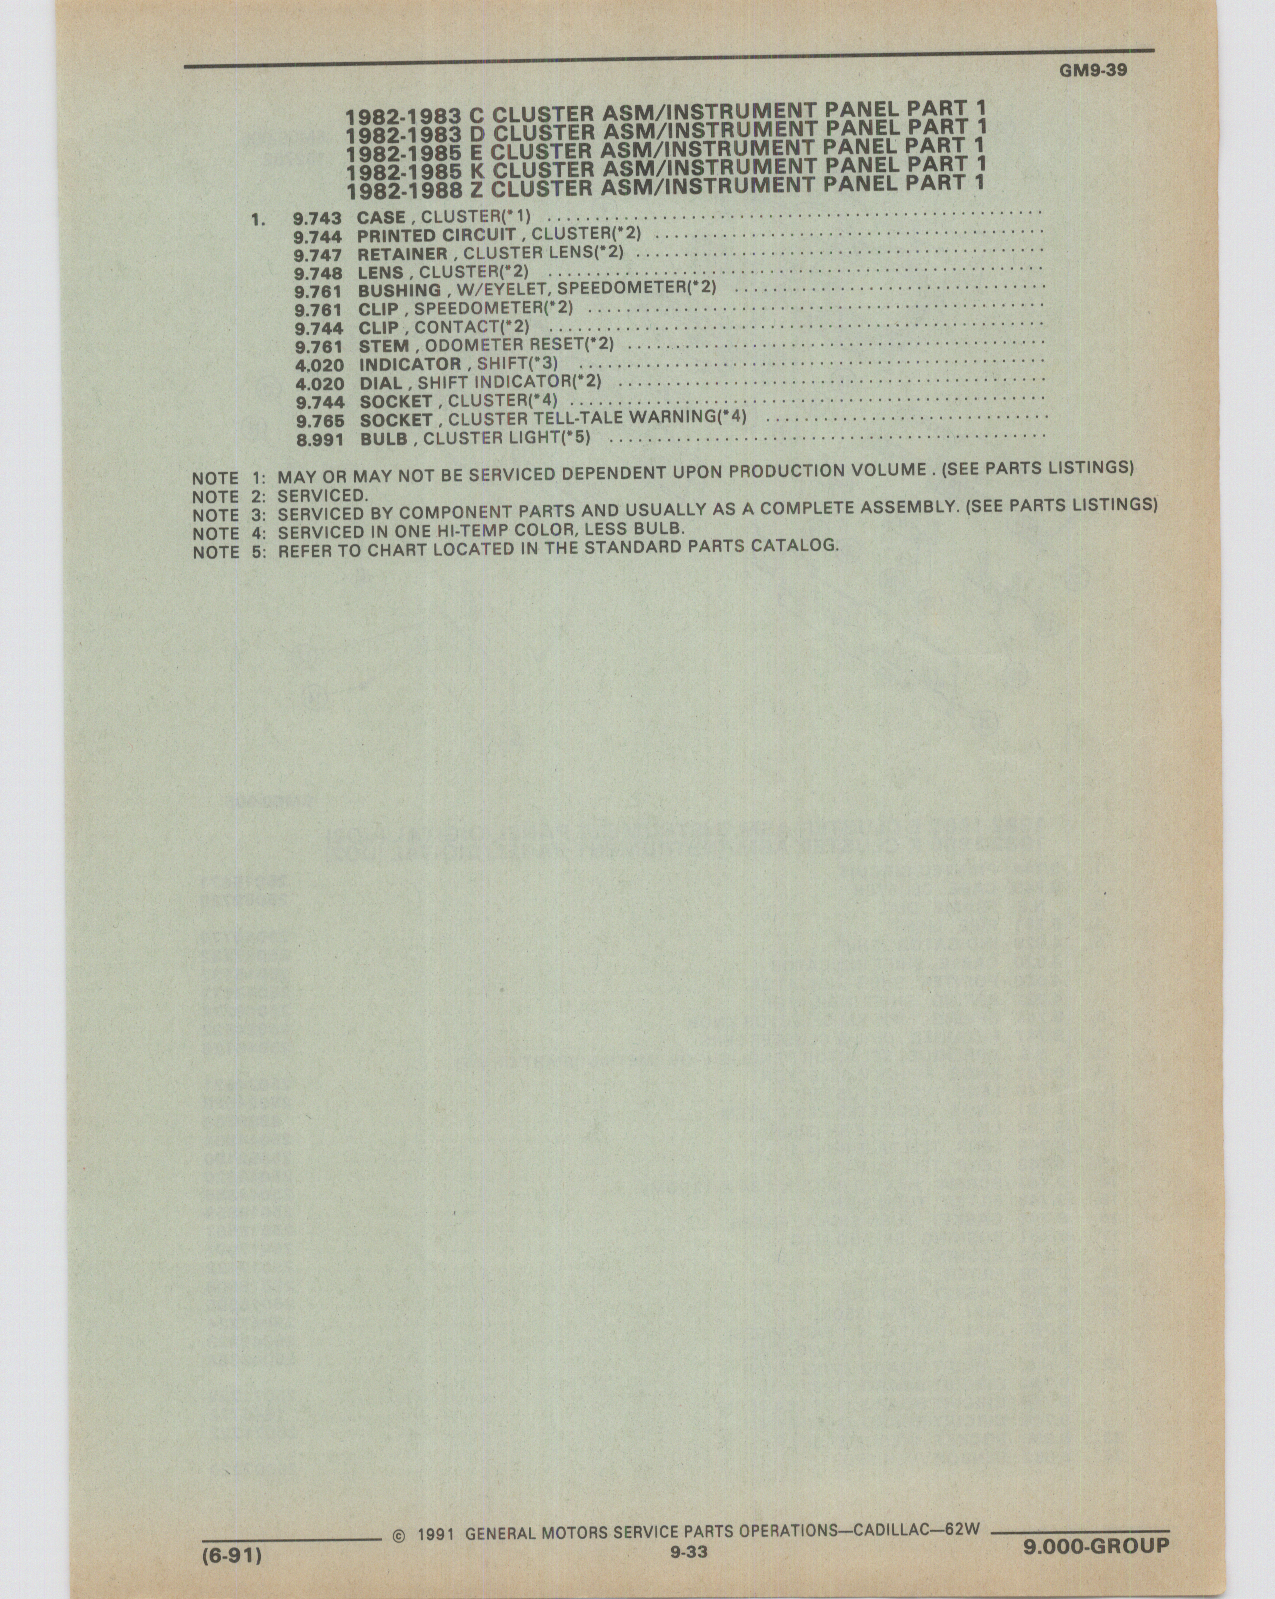 GM9-39
1982-1983 C CLUSTER ASM/INSTRUMENT PANEL PART 1
1982-1983 D CLUSTER ASM/INSTRUMENT PANEL PART 1
1982-1985 E CLUSTER ASM/INSTRUMENT PANEL PART 1
1982-1985 K CLUSTER ASM/INSTRUMENT PANEL PART 1
1982-1988 Z CLUSTER ASM/INSTRUMENT PANEL PART 1
1. 9.743 CASE , CLUSTER(*1)
9.744 PRINTED CIRCUIT , CLUSTER(*2)
9.747 RETAINER , CLUSTER LENS(*2)
9.748 LENS , CLUSTER(*2)
9.761 BUSHING , W/EYELET, SPEEDOMETER(*2)
9.761 CLIP , SPEEDOMETER(*2)
9.744 CLIP , CONTACT(*2)
9.761 STEM , ODOMETER RESET(*2)
4.020 INDICATOR , SHIFT(*3)
4.020 DIAL , SHIFT INDICATOR(*2)
9.744 SOCKET , CLUSTER(*4)
9.765 SOCKET , CLUSTER TELL-TALE WARNING(*4)
8.991 BULB , CLUSTER LIGHT(*5)
NOTE 1: MAY OR MAY NOT BE SERVICED DEPENDENT UPON PRODUCTION VOLUME . (SEE PARTS LISTINGS)
NOTE 2: SERVICED.
NOTE 3: SERVICED BY COMPONENT PARTS AND USUALLY AS A COMPLETE ASSEMBLY. (SEE PARTS LISTINGS)
NOTE 4: SERVICED IN ONE HI-TEMP COLOR, LESS BULB.
NOTE 5: REFER TO CHART LOCATED IN THE STANDARD PARTS CATALOG.
© 1991 GENERAL MOTORS SERVICE PARTS OPERATIONS—CADILLAC—62W
(6-91) 9-33 9.000-GROUP